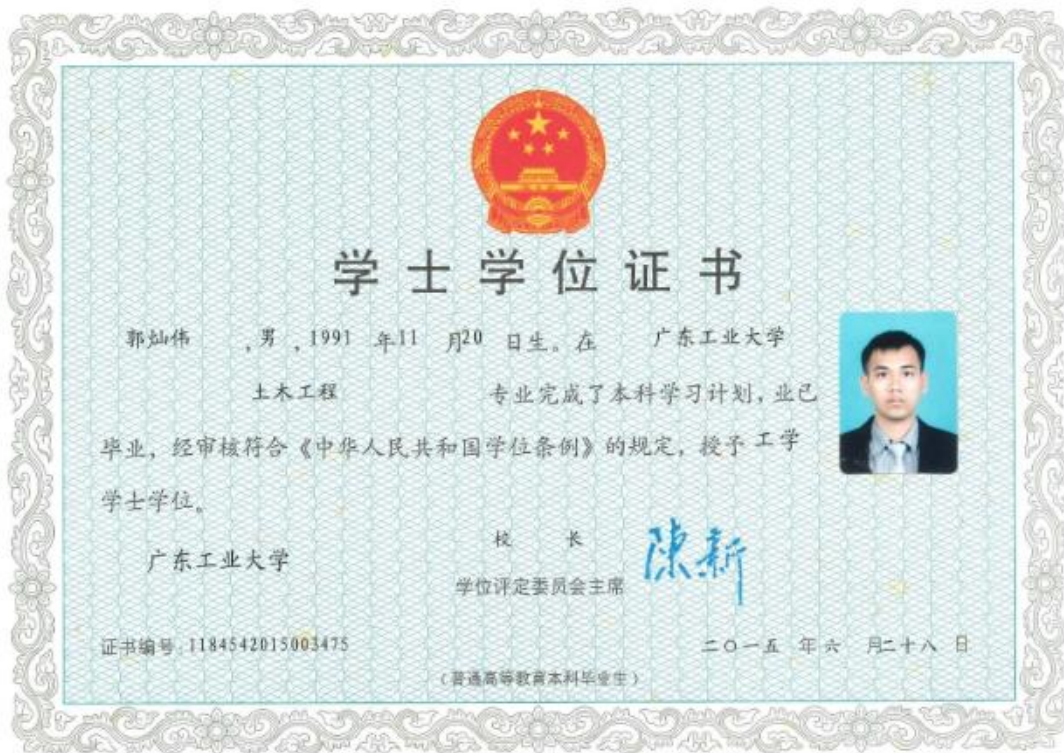 学士学位证书
郭灿伟 , 男 , 1991 年11 月20 日生。在 广东工业大学
土木工程 专业完成了本科学习计划，业已
毕业，经审核符合《中华人民共和国学位条例》的规定，授予 工学
学士学位。
广东工业大学
校 长
陈新
学位评定委员会主席
证书编号 1184542015003475
二〇一五 年 六 月二十八 日
（普通高等教育本科毕业生）